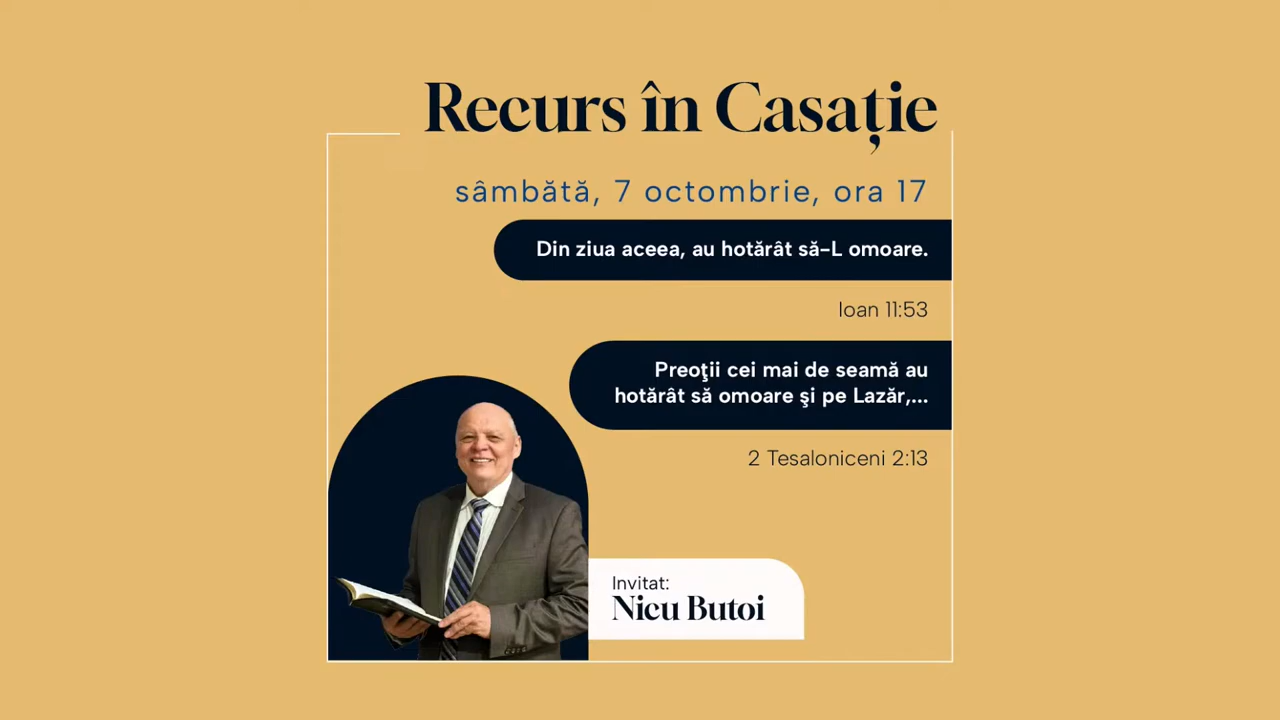 Recurs în Casație
sâmbătă, 7 octombrie, ora 17
Din ziua aceea, au hotărât să-L omoare.
Ioan 11:53
Preoţii cei mai de seamă au
hotărât să omoare şi pe Lazăr,...
2 Tesaloniceni 2:13
Invitat:
Nicu Butoi